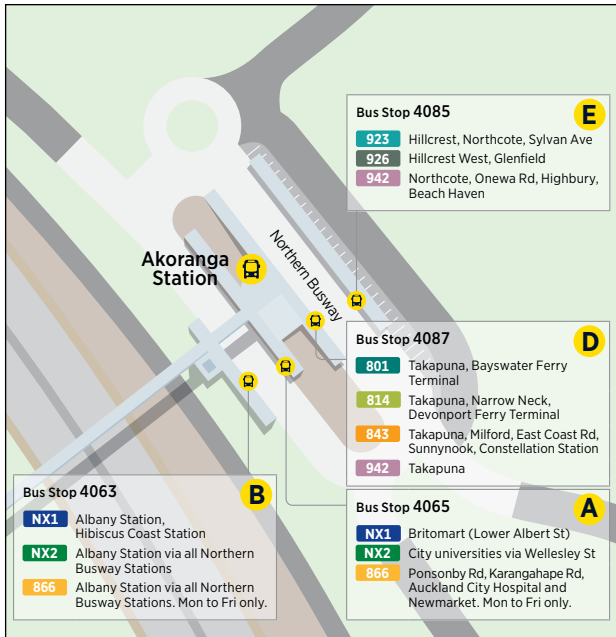 Akoranga
Station
Northern Busway
Bus Stop 4085
E
923 Hillcrest, Northcote, Sylvan Ave
926 Hillcrest West, Glenfield
942 Northcote, Onewa Rd, Highbury,
Beach Haven
Bus Stop 4087
D
801 Takapuna, Bayswater Ferry
Terminal
814 Takapuna, Narrow Neck,
Devonport Ferry Terminal
843 Takapuna, Milford, East Coast Rd,
Sunnynook, Constellation Station
942 Takapuna
Bus Stop 4063
B
NX1 Albany Station,
Hibiscus Coast Station
NX2 Albany Station via all Northern
Busway Stations
866 Albany Station via all Northern
Busway Stations. Mon to Fri only.
Bus Stop 4065
A
NX1 Britomart (Lower Albert St)
NX2 City universities via Wellesley St
866 Ponsonby Rd, Karangahape Rd,
Auckland City Hospital and
Newmarket. Mon to Fri only.